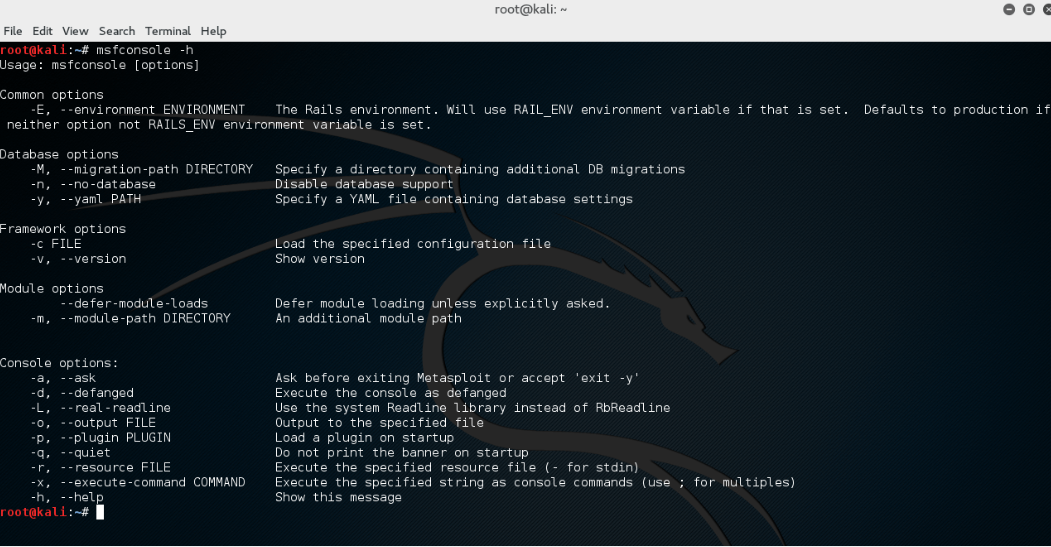 root@kali: ~
File Edit View Search Terminal Help
root@kali:~# msfconsole -h
Usage: msfconsole [options]
Common options
-E, --environment ENVIRONMENT The Rails environment. Will use RAIL_ENV environment variable if that is set. Defaults to production if
neither option not RAILS_ENV environment variable is set.
Database options
-M, --migration-path DIRECTORY Specify a directory containing additional DB migrations
-n, --no-database Disable database support
-y, --yaml PATH Specify a YAML file containing database settings
Framework options
-c FILE Load the specified configuration file
-v, --version Show version
Module options
--defer-module-loads Defer module loading unless explicitly asked.
-m, --module-path DIRECTORY An additional module path
Console options:
-a, --ask Ask before exiting Metasploit or accept 'exit -y'
-d, --defanged Execute the console as defanged
-L, --real-readline Use the system Readline library instead of RbReadline
-o, --output FILE Output to the specified file
-p, --plugin PLUGIN Load a plugin on startup
-q, --quiet Do not print the banner on startup
-r, --resource FILE Execute the specified resource file (- for stdin)
-x, --execute-command COMMAND Execute the specified string as console commands (use ; for multiples)
-h, --help Show this message
root@kali:~#